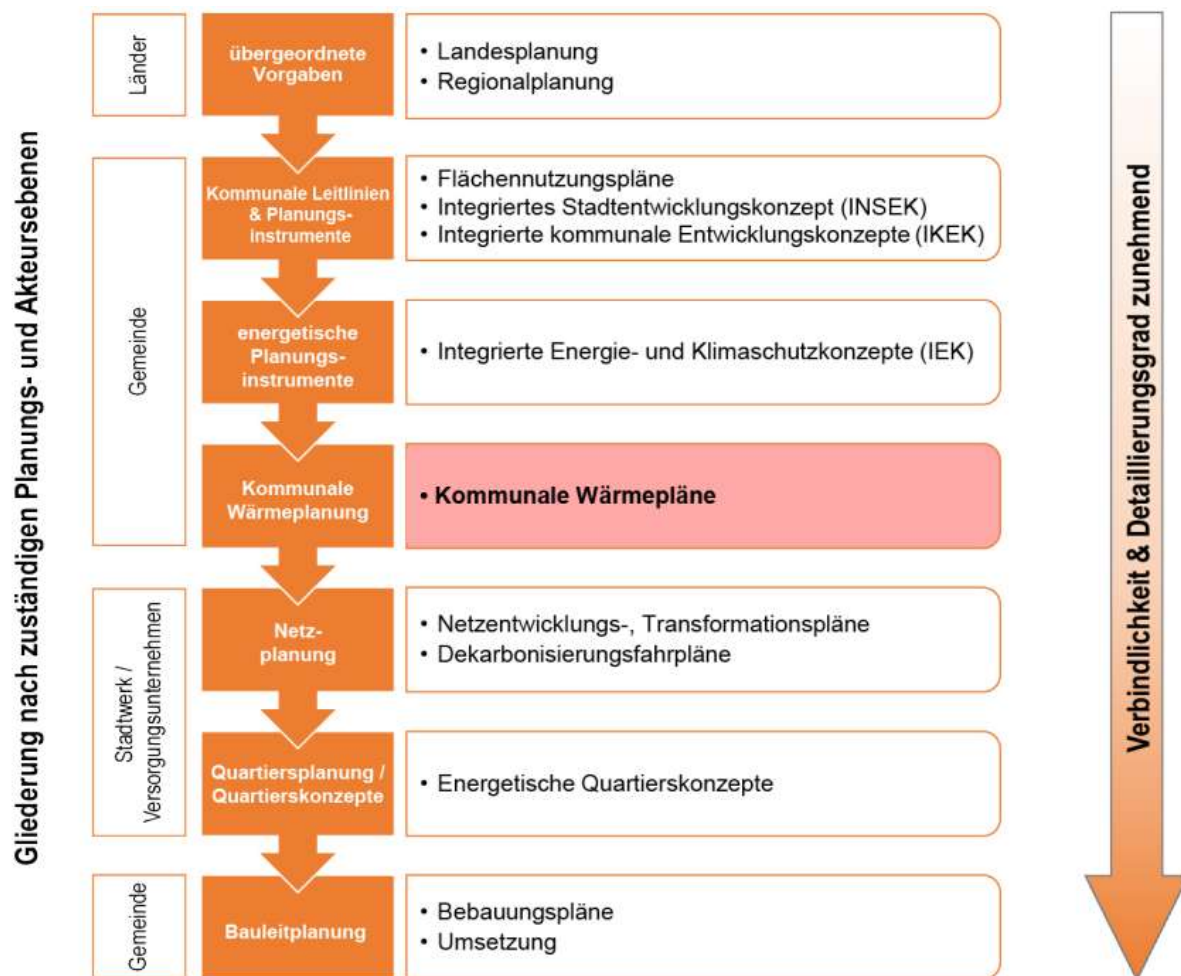 Gliederung nach zuständigen Planungs- und Akteursebenen
Länder
übergeordnete
Vorgaben
• Landesplanung
• Regionalplanung
Gemeinde
Kommunale Leitlinien
& Planungs-
instrumente
• Flächennutzungspläne
• Integriertes Stadtentwicklungskonzept (INSEK)
• Integrierte kommunale Entwicklungskonzepte (IKEK)
energetische
Planungs-
instrumente
• Integrierte Energie- und Klimaschutzkonzepte (IEK)
Kommunale
Wärmeplanung
• Kommunale Wärmepläne
Stadtwerk /
Versorgungsunternehmen
Netz-
planung
• Netzentwicklungs-, Transformationspläne
• Dekarbonisierungsfahrpläne
Quartiersplanung /
Quartierskonzepte
• Energetische Quartierskonzepte
Gemeinde
Bauleitplanung
• Bebauungspläne
• Umsetzung
Verbindlichkeit & Detaillierungsgrad zunehmend